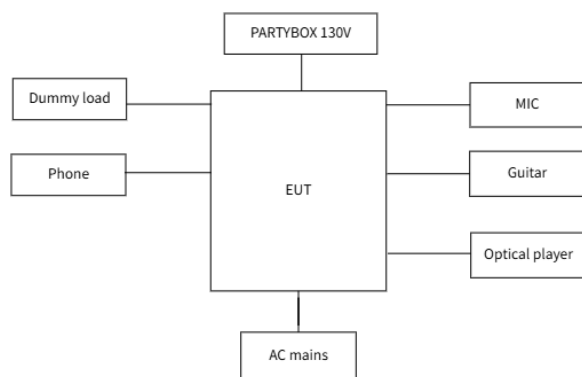 PARTYBOX 130V
Dummy load
MIC
Phone
Guitar
EUT
Optical player
AC mains